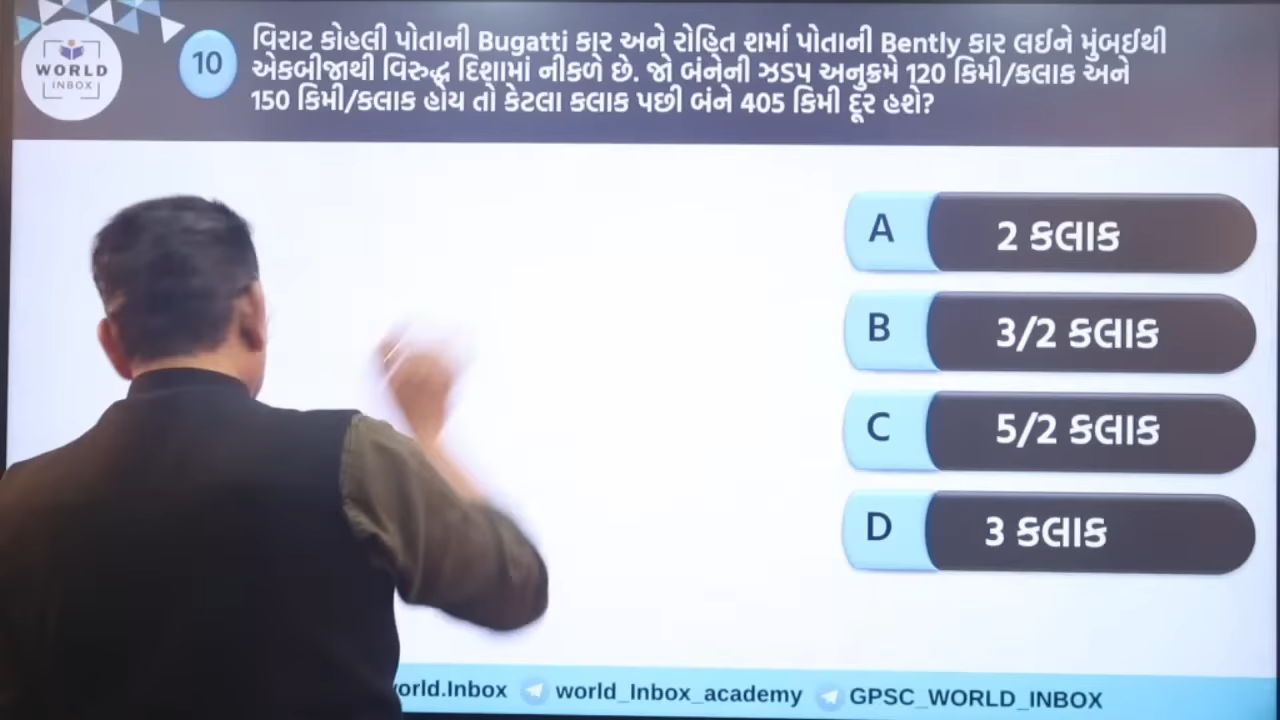 WORLD
INBOX
10
વિરાટ કોહલી પોતાની Bugatti કાર અને રોહિત શર્મા પોતાની Bently કાર લઈને મુંબઈથી
એકબીજાથી વિરુદ્ધ દિશામાં નીકળે છે. જો બંનેની ઝડપ અનુક્રમે 120 કિમી/કલાક અને
150 કિમી/કલાક હોય તો કેટલા કલાક પછી બંને 405 કિમી દૂર હશે?
A 2 કલાક
B 3/2 કલાક
C 5/2 કલાક
D 3 કલાક
orld.Inbox world_Inbox_academy GPSC_WORLD_INBOX